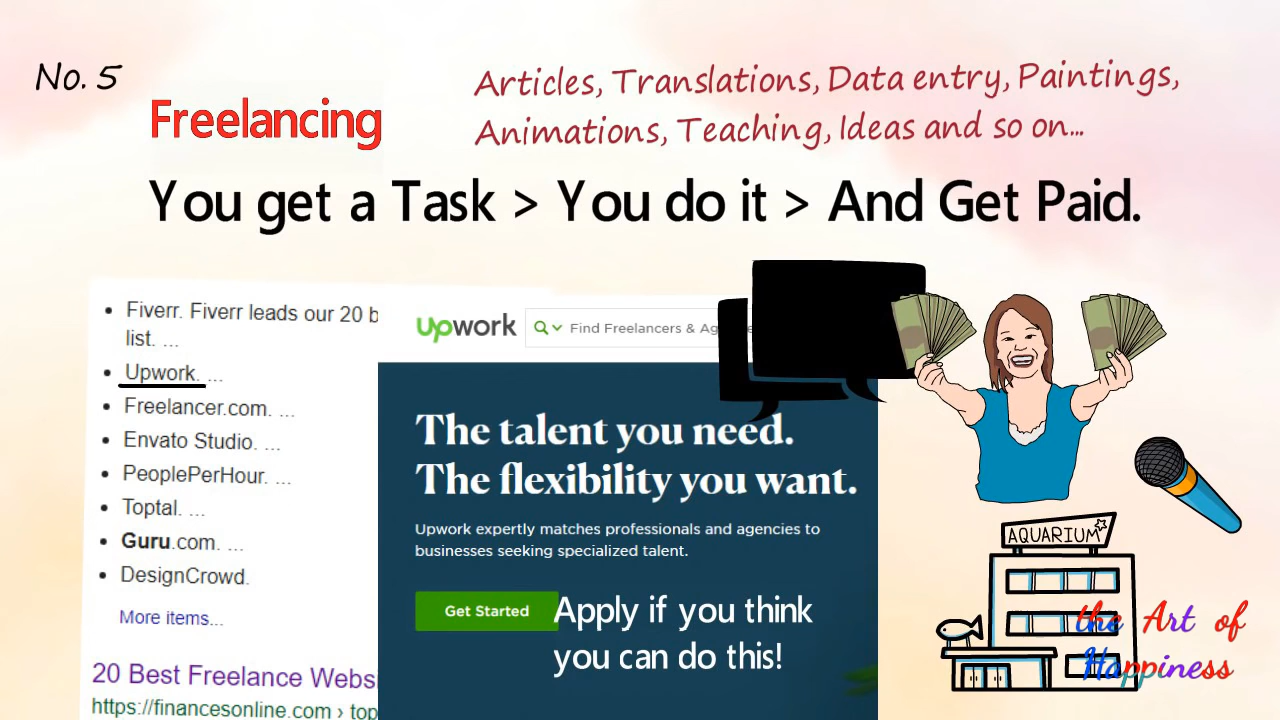 No. 5
Freelancing
Articles, Translations, Data entry, Paintings,
Animations, Teaching, Ideas and so on...
You get a Task > You do it > And Get Paid.
Fiverr. Fiverr leads our 20 b
list. ...
Upwork. ...
Freelancer.com. ...
Envato Studio. ...
PeoplePerHour. ...
Toptal. ...
Guru.com. ...
DesignCrowd.
More items...
20 Best Freelance Websi
https://financesonline.com › top
upwork
Find Freelancers & Ag
The talent you need.
The flexibility you want.
Upwork expertly matches professionals and agencies to
businesses seeking specialized talent.
Get Started
Apply if you think
you can do this!
AQUARIUM
the Art of
Happiness